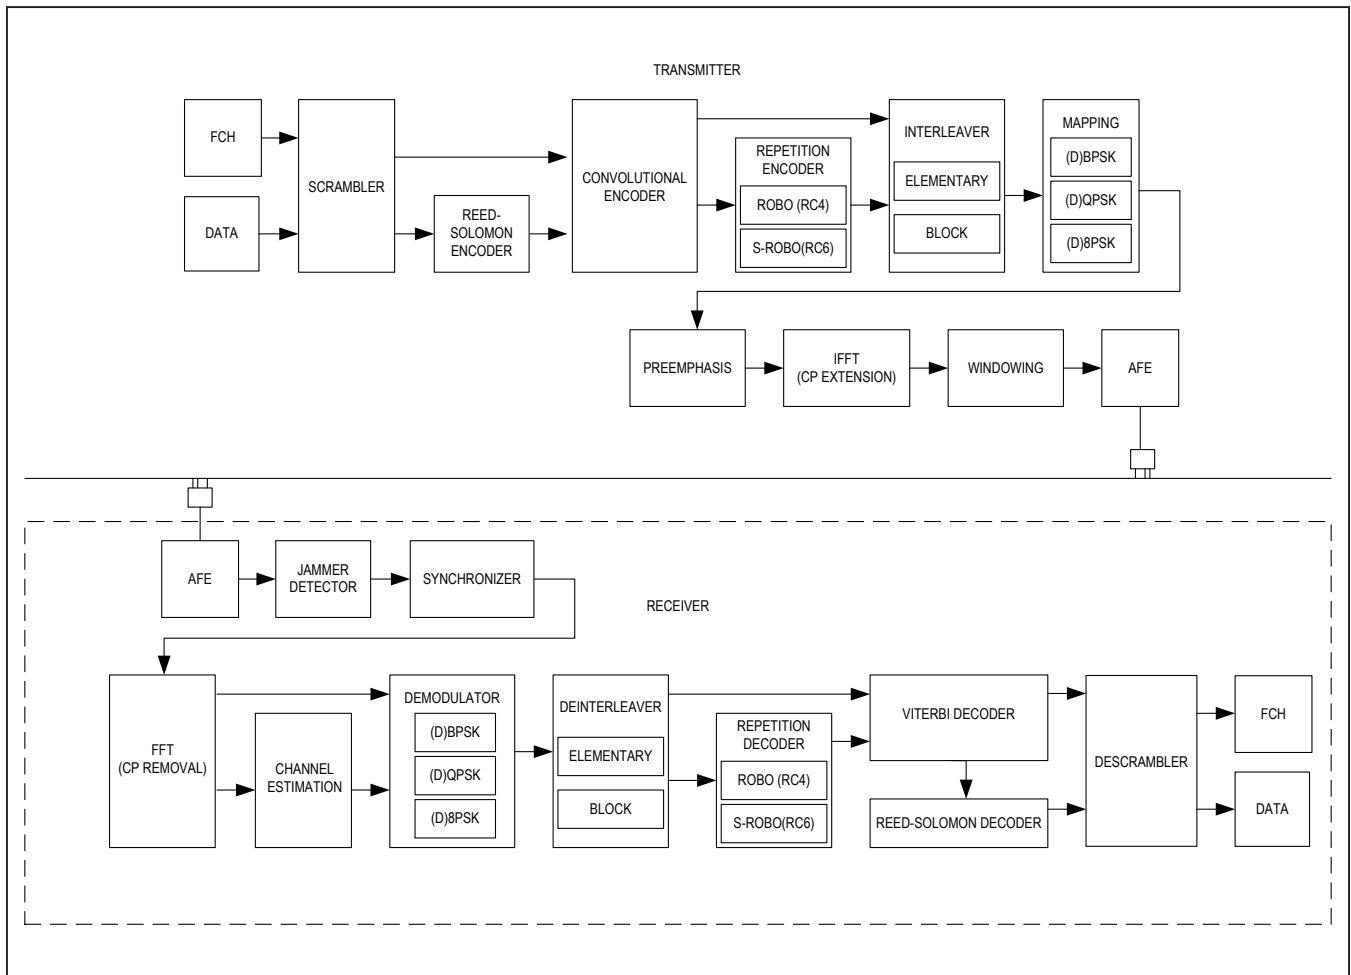 TRANSMITTER
FCH
DATA
SCRAMBLER
REED-
SOLOMON
ENCODER
CONVOLUTIONAL
ENCODER
REPETITION
ENCODER
ROBO (RC4)
S-ROBO(RC6)
INTERLEAVER
ELEMENTARY
BLOCK
MAPPING
(D)BPSK
(D)QPSK
(D)8PSK
PREEMPHASIS
IFFT
(CP EXTENSION)
WINDOWING
AFE
AFE
JAMMER
DETECTOR
SYNCHRONIZER
RECEIVER
FFT
(CP REMOVAL)
CHANNEL
ESTIMATION
DEMODULATOR
(D)BPSK
(D)QPSK
(D)8PSK
DEINTERLEAVER
ELEMENTARY
BLOCK
REPETITION
DECODER
ROBO (RC4)
S-ROBO(RC6)
VITERBI DECODER
REED-SOLOMON DECODER
DESCRAMBLER
FCH
DATA